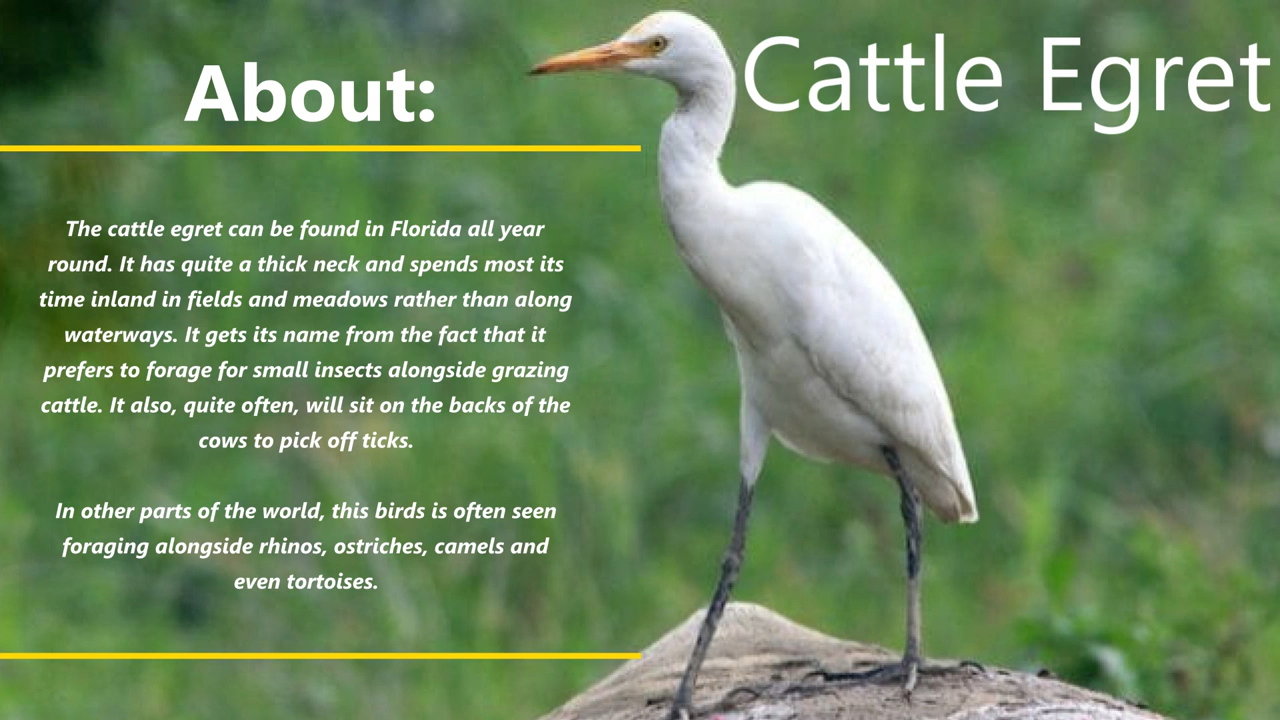 About:
Cattle Egret
The cattle egret can be found in Florida all year
round. It has quite a thick neck and spends most its
time inland in fields and meadows rather than along
waterways. It gets its name from the fact that it
prefers to forage for small insects alongside grazing
cattle. It also, quite often, will sit on the backs of the
cows to pick off ticks.
In other parts of the world, this birds is often seen
foraging alongside rhinos, ostriches, camels and
even tortoises.